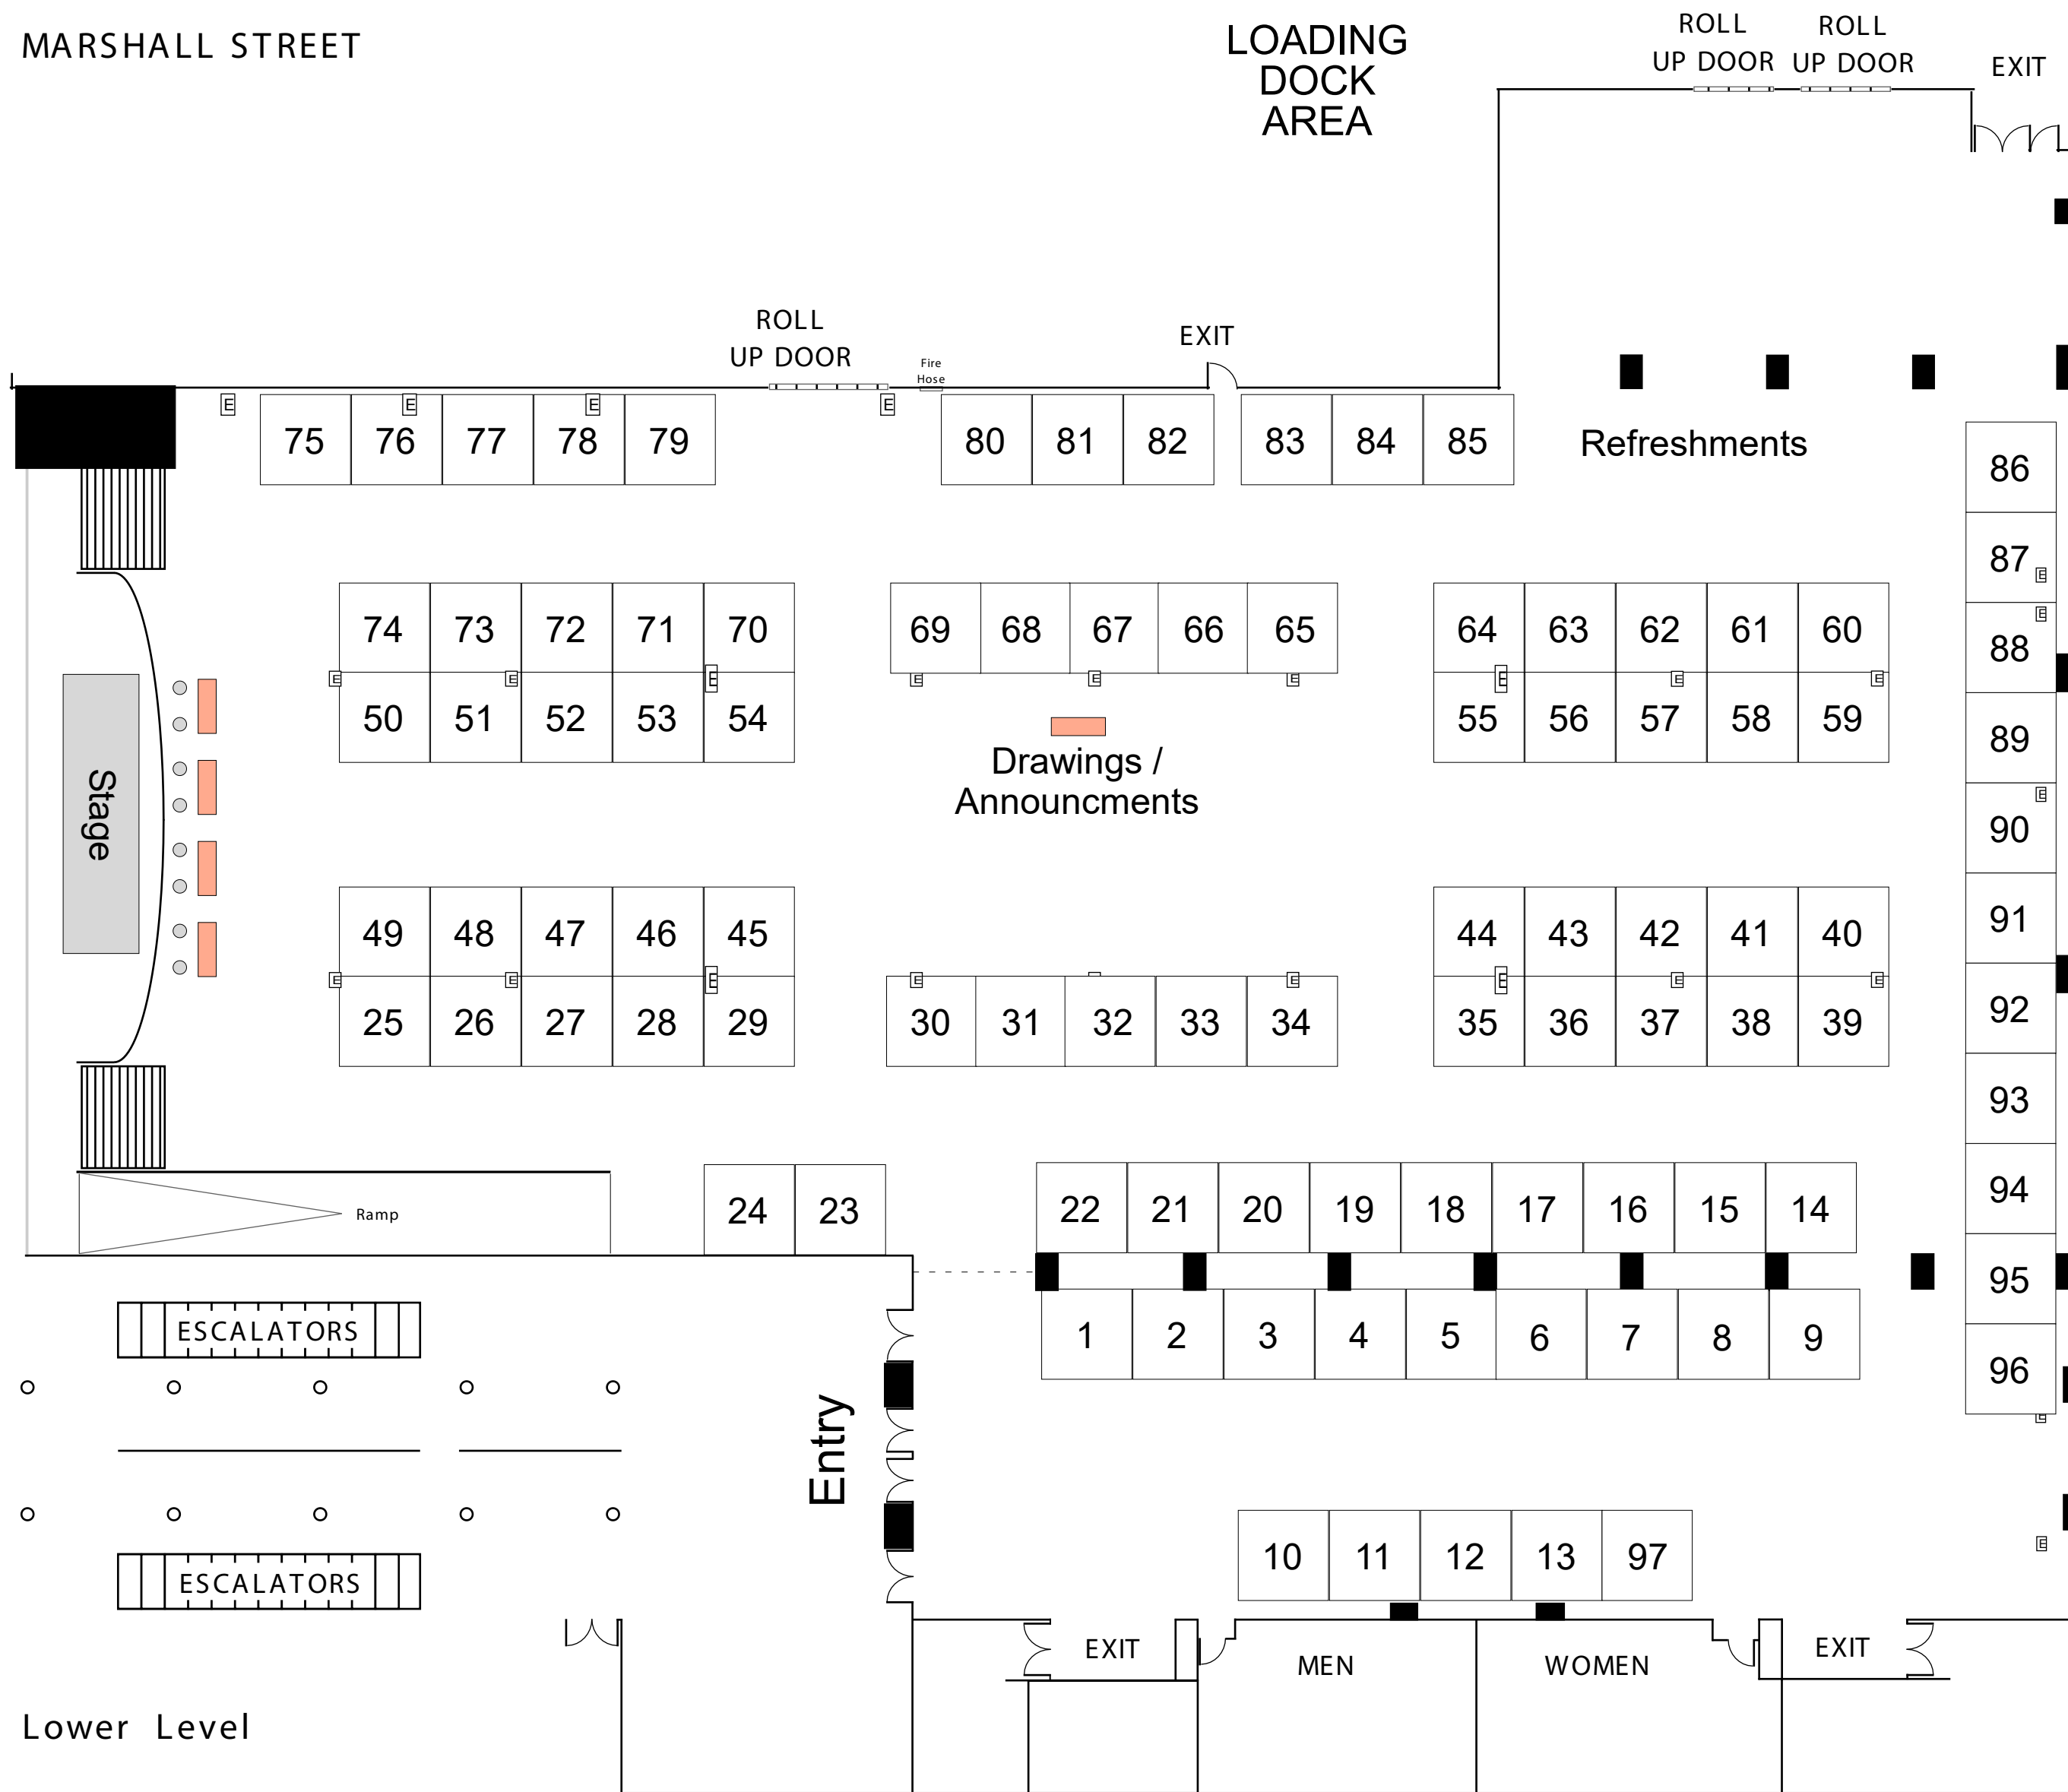 MARSHALL STREET
LOADING
DOCK
AREA
ROLL
UP DOOR
ROLL
UP DOOR
EXIT
ROLL
UP DOOR
Fire
Hose
EXIT
E
E
E
E
75 76 77 78 79
80 81 82
83 84 85
Refreshments
86
87
E
88
E
89
90
E
91
92
93
94
95
96
E
74 73 72 71 70
E
E
E
50 51 52 53 54
69 68 67 66 65
E
E
E
64 63 62 61 60
E
E
E
55 56 57 58 59
Stage
Drawings /
Announcments
49 48 47 46 45
E
E
E
25 26 27 28 29
E
E
30 31 32 33 34
44 43 42 41 40
E
E
E
35 36 37 38 39
Ramp
24 23
22 21 20 19 18 17 16 15 14
1 2 3 4 5 6 7 8 9
ESCALATORS
Entry
ESCALATORS
10 11 12 13 97
E
EXIT
MEN
WOMEN
EXIT
Lower Level